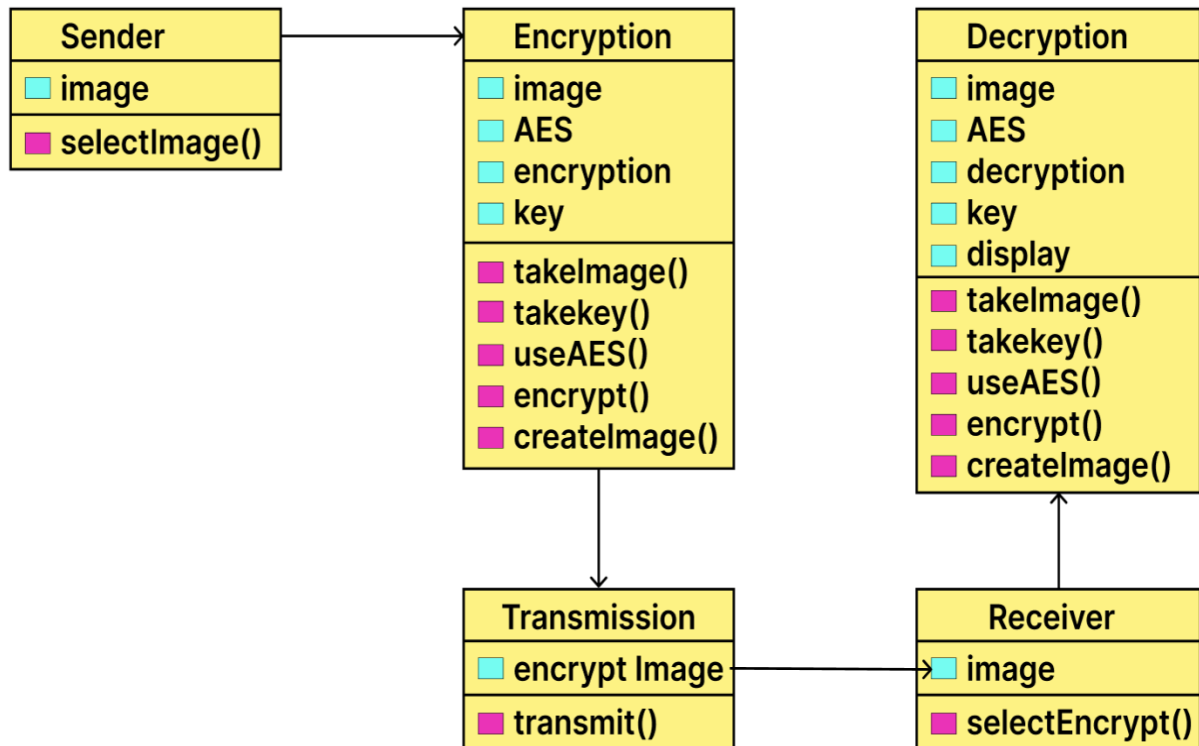 Sender
image
selectImage()
Encryption
image
AES
encryption
key
takeImage()
takekey()
useAES()
encrypt()
createImage()
Decryption
image
AES
decryption
key
display
takeImage()
takekey()
useAES()
encrypt()
createImage()
Transmission
encrypt Image
transmit()
Receiver
image
selectEncrypt()